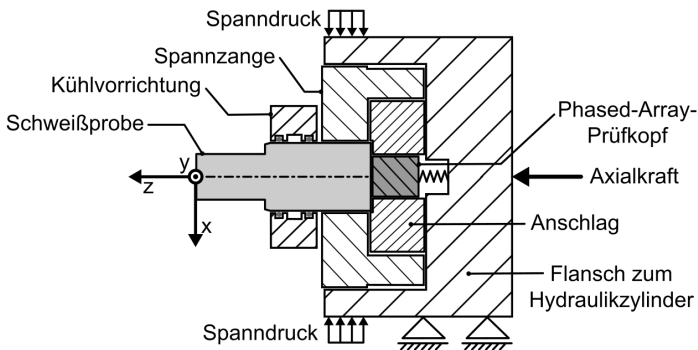 Spanndruck
Spannzange
Kühlvorrichtung
Schweißprobe
Phased-Array-
Prüfkopf
y
z
x
Axialkraft
Anschlag
Flansch zum
Hydraulikzylinder
Spanndruck